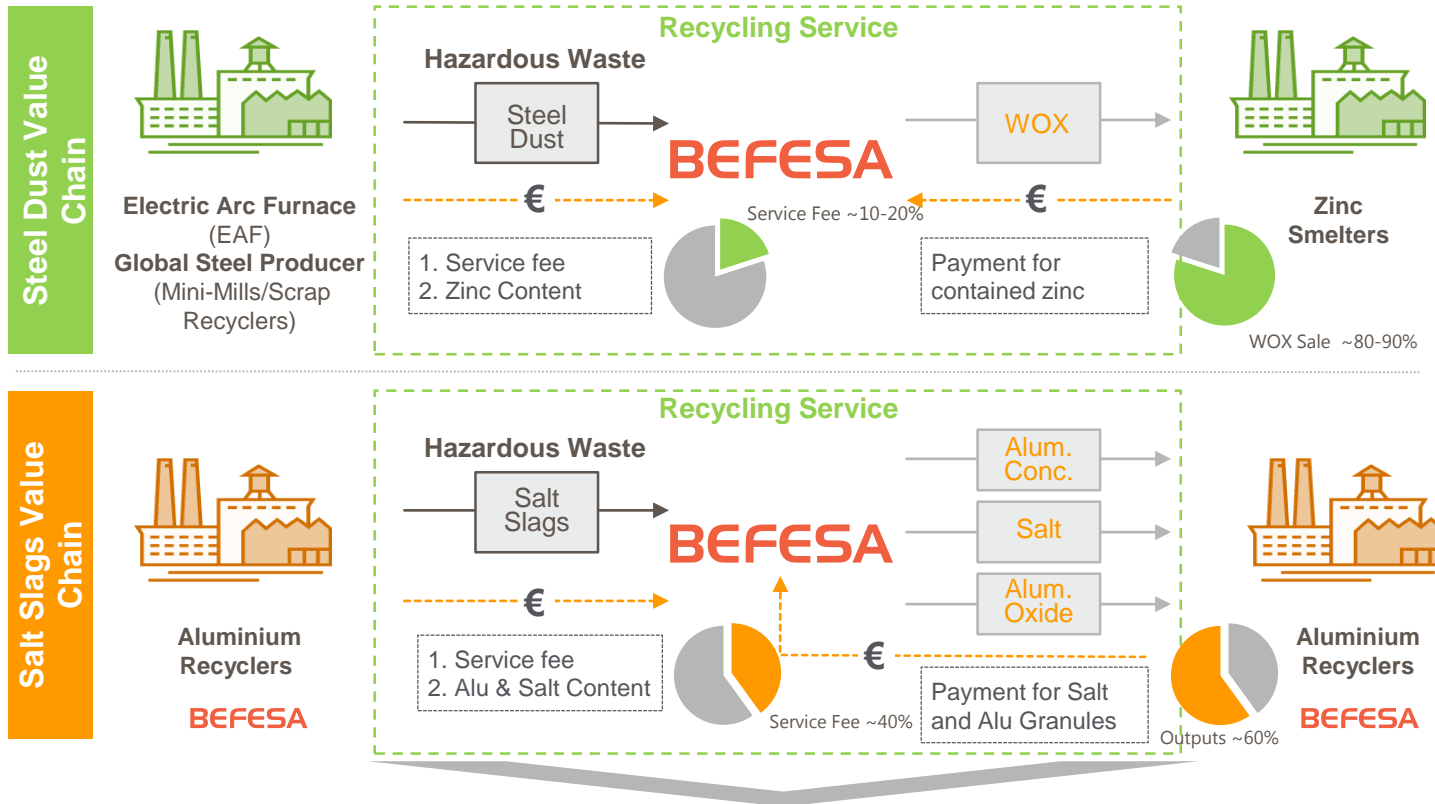 Steel Dust Value
Chain
Recycling Service
Hazardous Waste
Steel
Dust
BEFESA
WOX
€
€
Service Fee ~10-20%
Electric Arc Furnace
(EAF)
Global Steel Producer
(Mini-Mills/Scrap
Recyclers)
1. Service fee
2. Zinc Content
Payment for
contained zinc
Zinc
Smelters
WOX Sale ~80-90%
Salt Slags Value
Chain
Recycling Service
Hazardous Waste
Salt
Slags
BEFESA
Alum.
Conc.
Salt
Alum.
Oxide
€
€
Aluminium
Recyclers
BEFESA
1. Service fee
2. Alu & Salt Content
Service Fee ~40%
Payment for Salt
and Alu Granules
Outputs ~60%
Aluminium
Recyclers
BEFESA